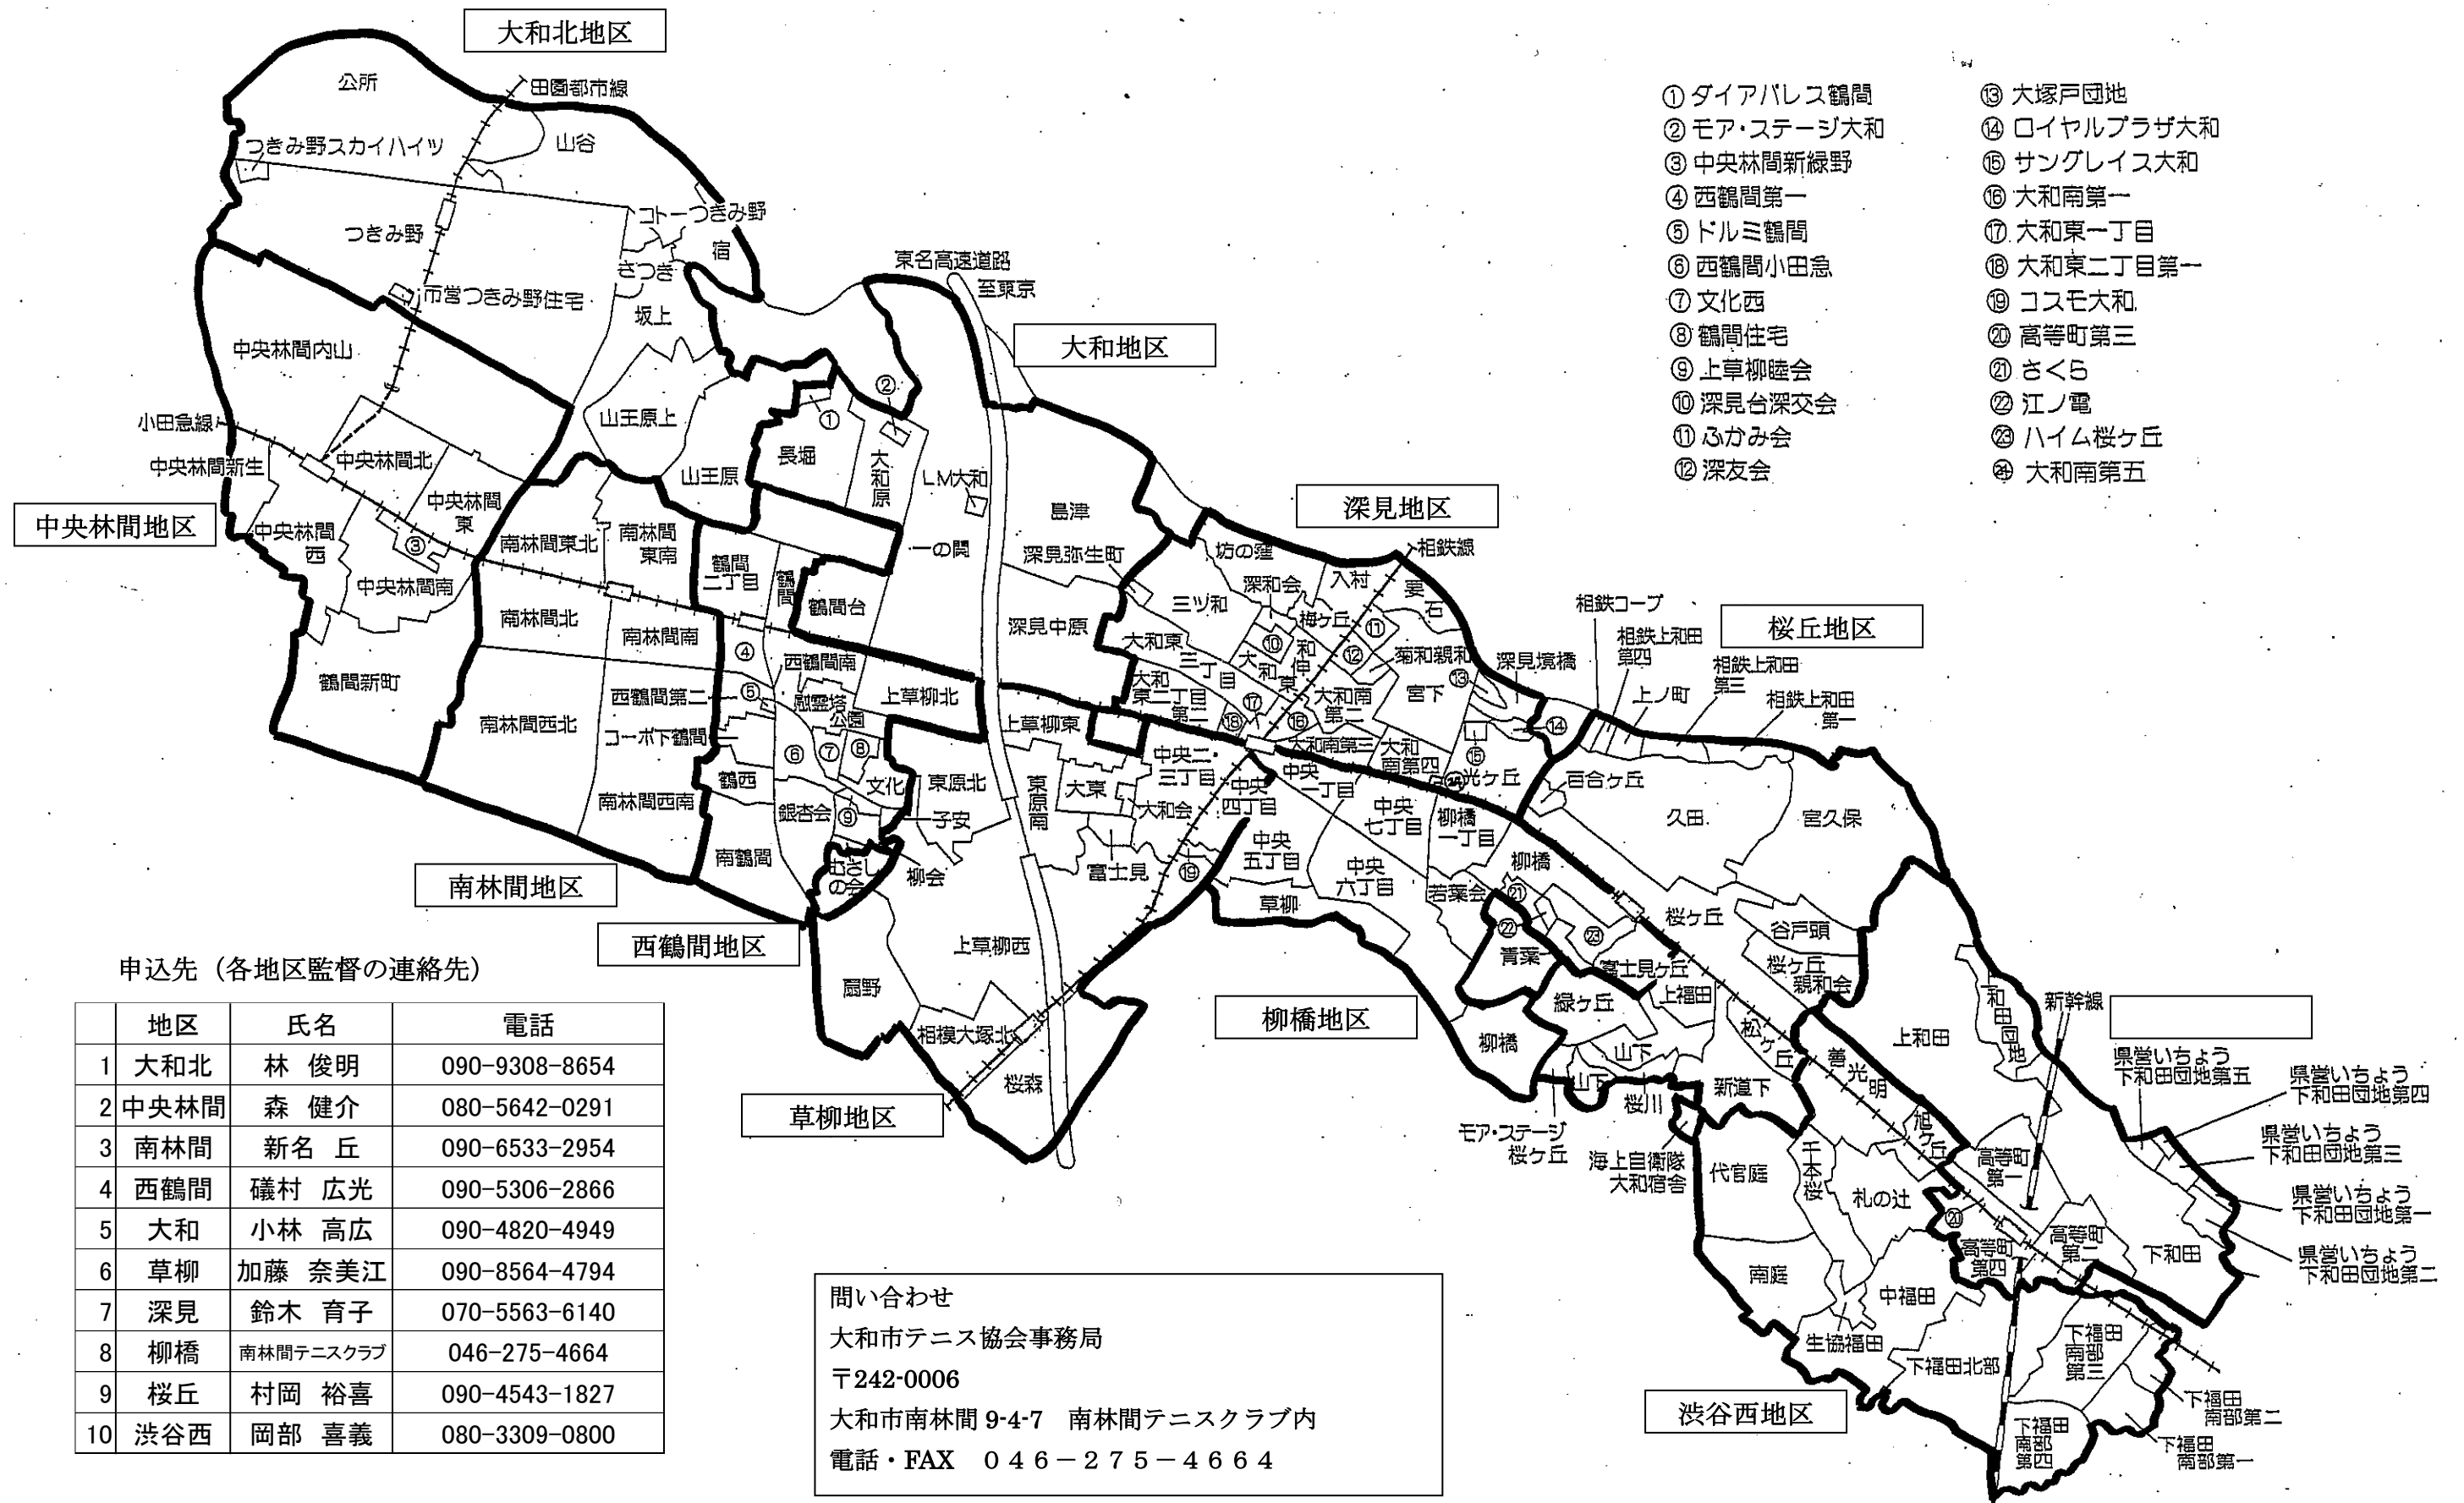 大和北地区
公所
田園都市線
つきみ野スカイハイツ
山谷
コトーつきみ野
つきみ野
宿
さつき
市営つきみ野住宅
坂上
東名高速道路
至東京
大和地区
中央林間内山
小田急線
中央林間新生
中央林間北
中央林間
東
山王原上
山王原
長堀
①
②
大和原
LM大和
中央林間地区
中央林間
西
③
中央林間南
南林間東北
南林間
東南
鶴間
二丁目
鶴間
鶴間台
一の関
島津
深見弥生町
深見中原
鶴間新町
南林間北
南林間南
④
西鶴間南
西鶴間第二
⑤
慰霊塔
公園
上草柳北
上草柳東
南林間西北
コーポ下鶴間
⑥
⑦
⑧
文化
鶴西
南林間西南
銀杏会
⑨
子安
東原北
東原南
大東
大和会
富士見
⑲
南鶴間
柳会
南林間地区
西鶴間地区
上草柳西
扇野
相模大塚北
桜森
草柳地区
深見地区
坊の窪
相鉄線
深和会
入村
要石
三ツ和
梅ケ丘
⑪
⑩
⑫
和伸
菊和親和
大和東
三丁目
大和東
大和
東二丁目
第二
⑰
⑱
⑯
大和南
第二
宮下
⑬
深見境橋
⑭
⑮
大和南第三
大和
南第四
光ヶ丘
㉔
中央二・
三丁目
中央
四丁目
中央
一丁目
中央
七丁目
柳橋
一丁目
中央
五丁目
中央
六丁目
草柳
若葉会
柳橋
㉑
㉒
㉓
青葉
富士見ケ丘
緑ケ丘
上福田
柳橋
山下
山下
桜川
新道下
柳橋地区
モア・ステージ
桜ヶ丘
海上自衛隊
大和宿舎
桜丘地区
相鉄コープ
相鉄上和田
第四
相鉄上和田
第三
上ノ町
相鉄上和田
第一
百合ヶ丘
久田
宮久保
桜ヶ丘
谷戸頭
桜ヶ丘
親和会
松ヶ丘
善光明
上和田
上和田団地
新幹線
旭ケ丘
県営いちょう
下和田団地第五
県営いちょう
下和田団地第四
県営いちょう
下和田団地第三
県営いちょう
下和田団地第一
県営いちょう
下和田団地第二
代官庭
千本桜
札の辻
高等町
第一
⑳
高等町
第四
高等町
第二
下和田
南庭
中福田
生協福田
下福田北部
下福田
南部
第三
下福田
南部第二
下福田
南部第一
下福田
南部
第四
渋谷西地区
①ダイアパレス鶴間
②モア・ステージ大和
③中央林間新緑野
④西鶴間第一
⑤ドルミ鶴間
⑥西鶴間小田急
⑦文化西
⑧鶴間住宅
⑨上草柳睦会
⑩深見台深交会
⑪ふかみ会
⑫深友会
⑬大塚戸団地
⑭ロイヤルプラザ大和
⑮サングレイス大和
⑯大和南第一
⑰大和東一丁目
⑱大和東二丁目第一
⑲コスモ大和
⑳高等町第三
㉑さくら
㉒江ノ電
㉓ハイム桜ヶ丘
㉔大和南第五
申込先（各地区監督の連絡先）
地区 氏名 電話
1 大和北 林 俊明 090-9308-8654
2 中央林間 森 健介 080-5642-0291
3 南林間 新名 丘 090-6533-2954
4 西鶴間 礒村 広光 090-5306-2866
5 大和 小林 高広 090-4820-4949
6 草柳 加藤 奈美江 090-8564-4794
7 深見 鈴木 育子 070-5563-6140
8 柳橋 南林間テニスクラブ 046-275-4664
9 桜丘 村岡 裕喜 090-4543-1827
10 渋谷西 岡部 喜義 080-3309-0800
問い合わせ
大和市テニス協会事務局
〒242-0006
大和市南林間 9-4-7 南林間テニスクラブ内
電話・FAX ０４６－２７５－４６６４